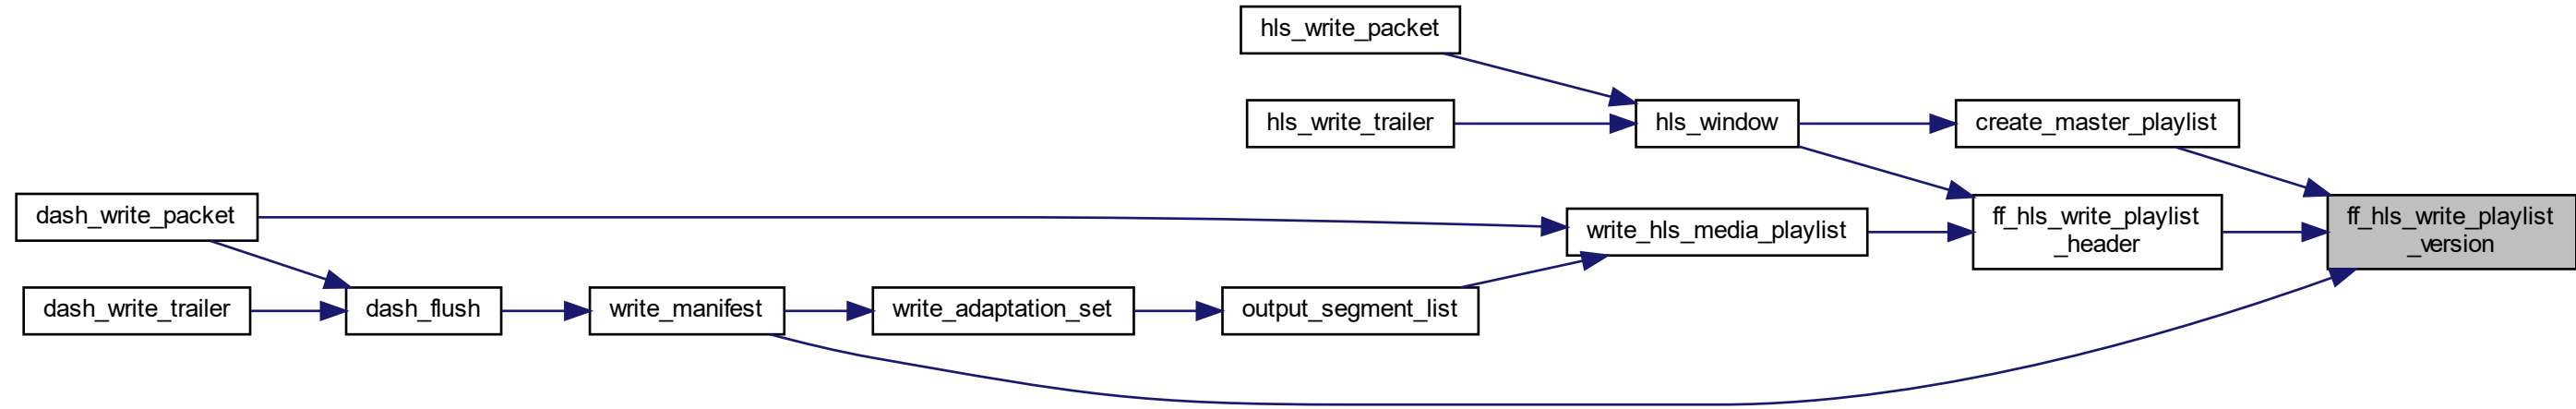 hls_write_packet
hls_write_trailer
hls_window
create_master_playlist
dash_write_packet
write_hls_media_playlist
ff_hls_write_playlist
_header
ff_hls_write_playlist
_version
dash_write_trailer
dash_flush
write_manifest
write_adaptation_set
output_segment_list